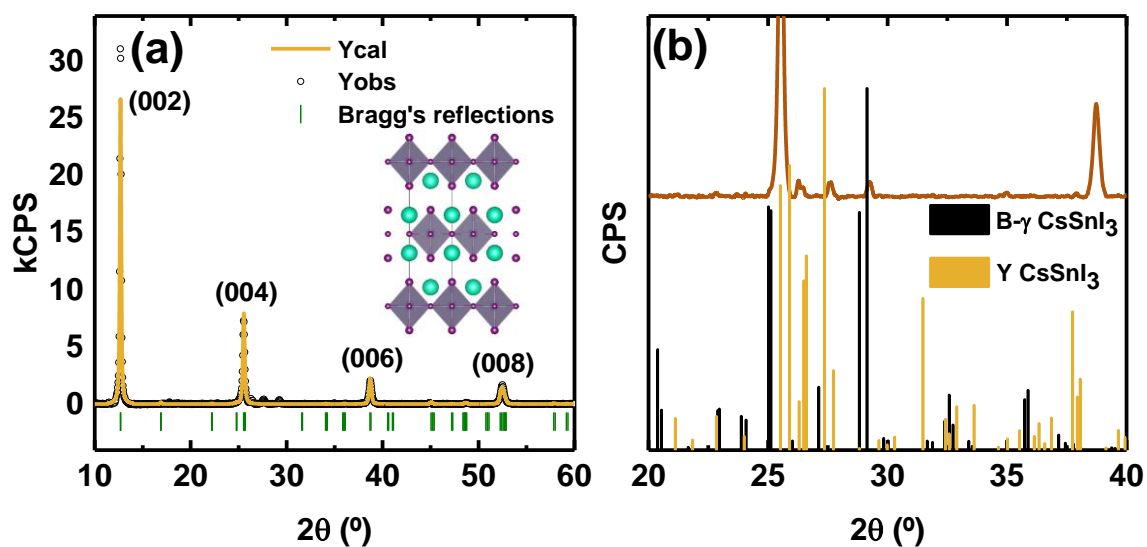 (a)
Ycal
Yobs
Bragg's reflections
(002)
(004)
(006)
(008)
kCPS
30
25
20
15
10
5
0
10 20 30 40 50 60
2θ (º)
(b)
B-γ CsSnI₃
Y CsSnI₃
CPS
20 25 30 35 40
2θ (º)